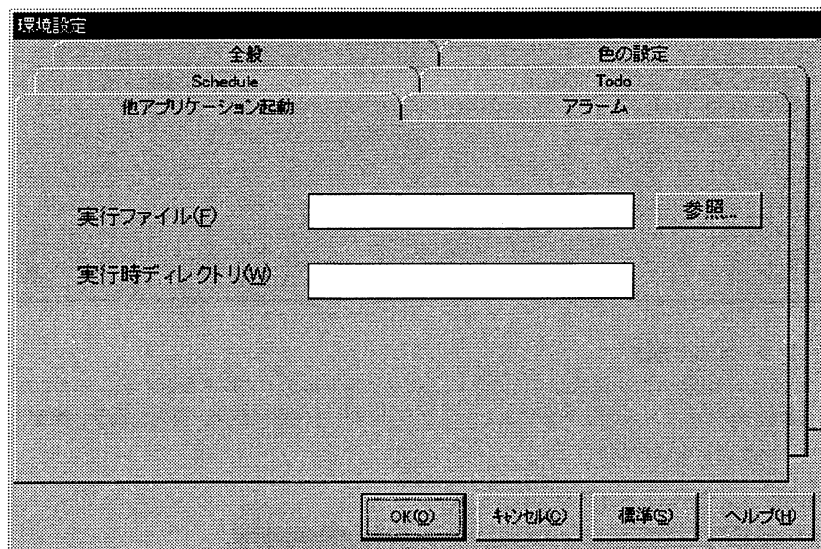 環境設定
全般
色の設定
Schedule
Todo
他アプリケーション起動
アラーム
実行ファイル(F)
参照...
実行時ディレクトリ(W)
OK(O)
キャンセル(C)
標準(S)
ヘルプ(H)